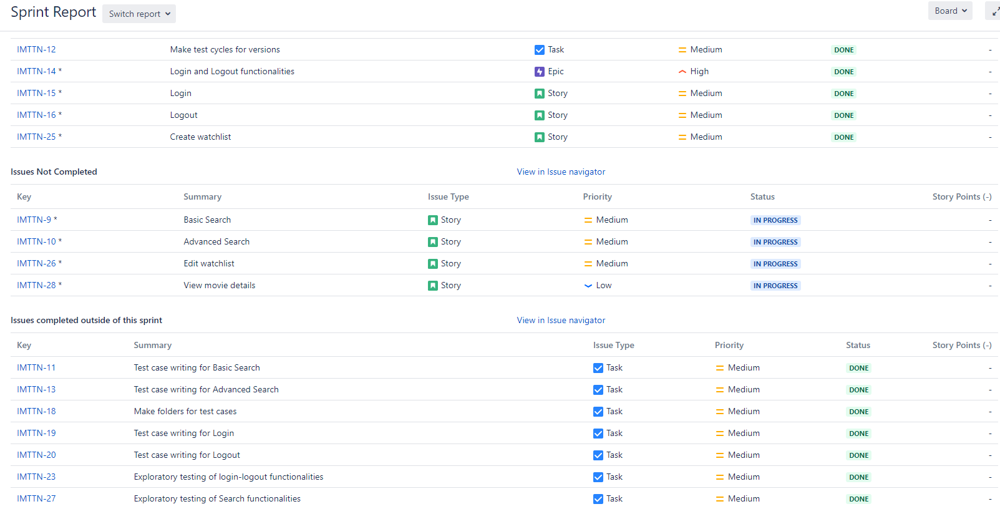 Sprint Report Switch report Board
IMTTN-12 Make test cycles for versions Task Medium DONE -
IMTTN-14 * Login and Logout functionalities Epic High DONE -
IMTTN-15 * Login Story Medium DONE -
IMTTN-16 * Logout Story Medium DONE -
IMTTN-25 * Create watchlist Story Medium DONE -
Issues Not Completed View in Issue navigator
Key Summary Issue Type Priority Status Story Points (-)
IMTTN-9 * Basic Search Story Medium IN PROGRESS -
IMTTN-10 * Advanced Search Story Medium IN PROGRESS -
IMTTN-26 * Edit watchlist Story Medium IN PROGRESS -
IMTTN-28 * View movie details Story Low IN PROGRESS -
Issues completed outside of this sprint View in Issue navigator
Key Summary Issue Type Priority Status Story Points (-)
IMTTN-11 Test case writing for Basic Search Task Medium DONE -
IMTTN-13 Test case writing for Advanced Search Task Medium DONE -
IMTTN-18 Make folders for test cases Task Medium DONE -
IMTTN-19 Test case writing for Login Task Medium DONE -
IMTTN-20 Test case writing for Logout Task Medium DONE -
IMTTN-23 Exploratory testing of login-logout functionalities Task Medium DONE -
IMTTN-27 Exploratory testing of Search functionalities Task Medium DONE -